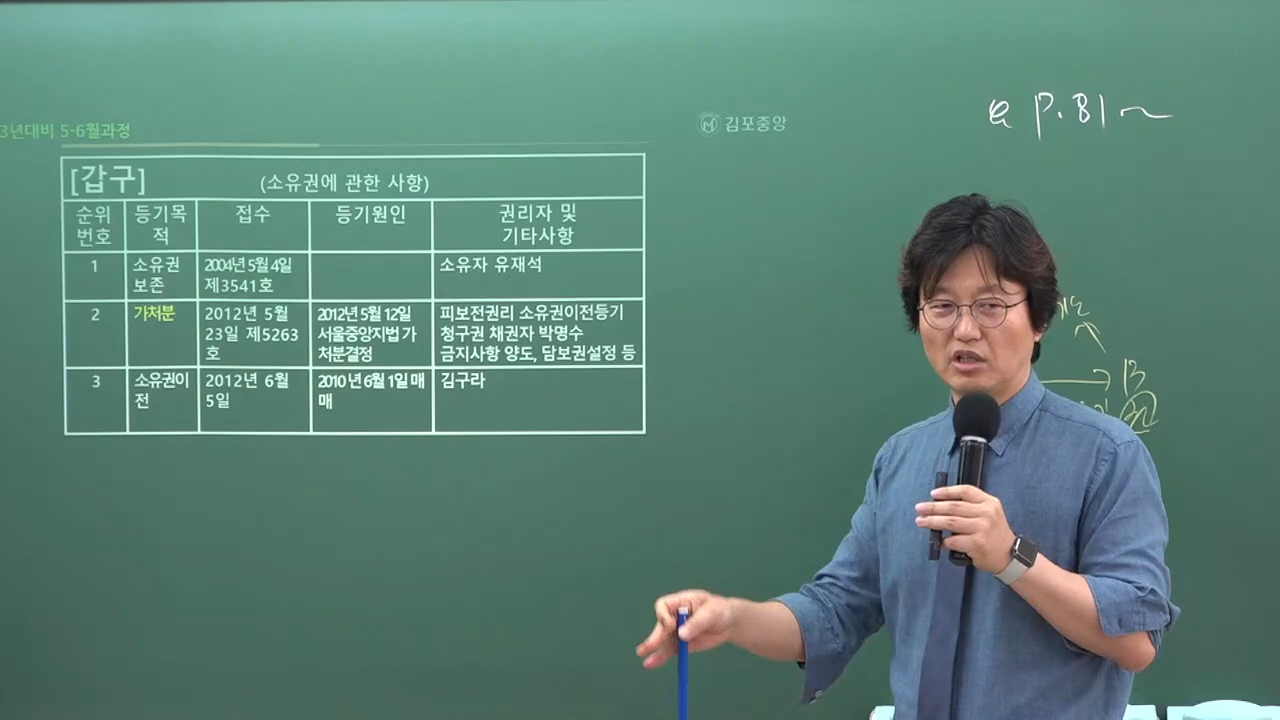 3년대비 5-6월과정
김포중앙
P.81~
[갑구] (소유권에 관한 사항)
순위
번호
등기목
적
접수
등기원인
권리자 및
기타사항
1
소유권
보존
2004년 5월 4일
제3541호
소유자 유재석
2
가처분
2012년 5월
23일 제5263
호
2012년 5월 12일
서울중앙지법 가
처분결정
피보전권리 소유권이전등기
청구권 채권자 박명수
금지사항 양도, 담보권설정 등
3
소유권이
전
2012년 6월
5일
2010년 6월 1일 매
매
김구라